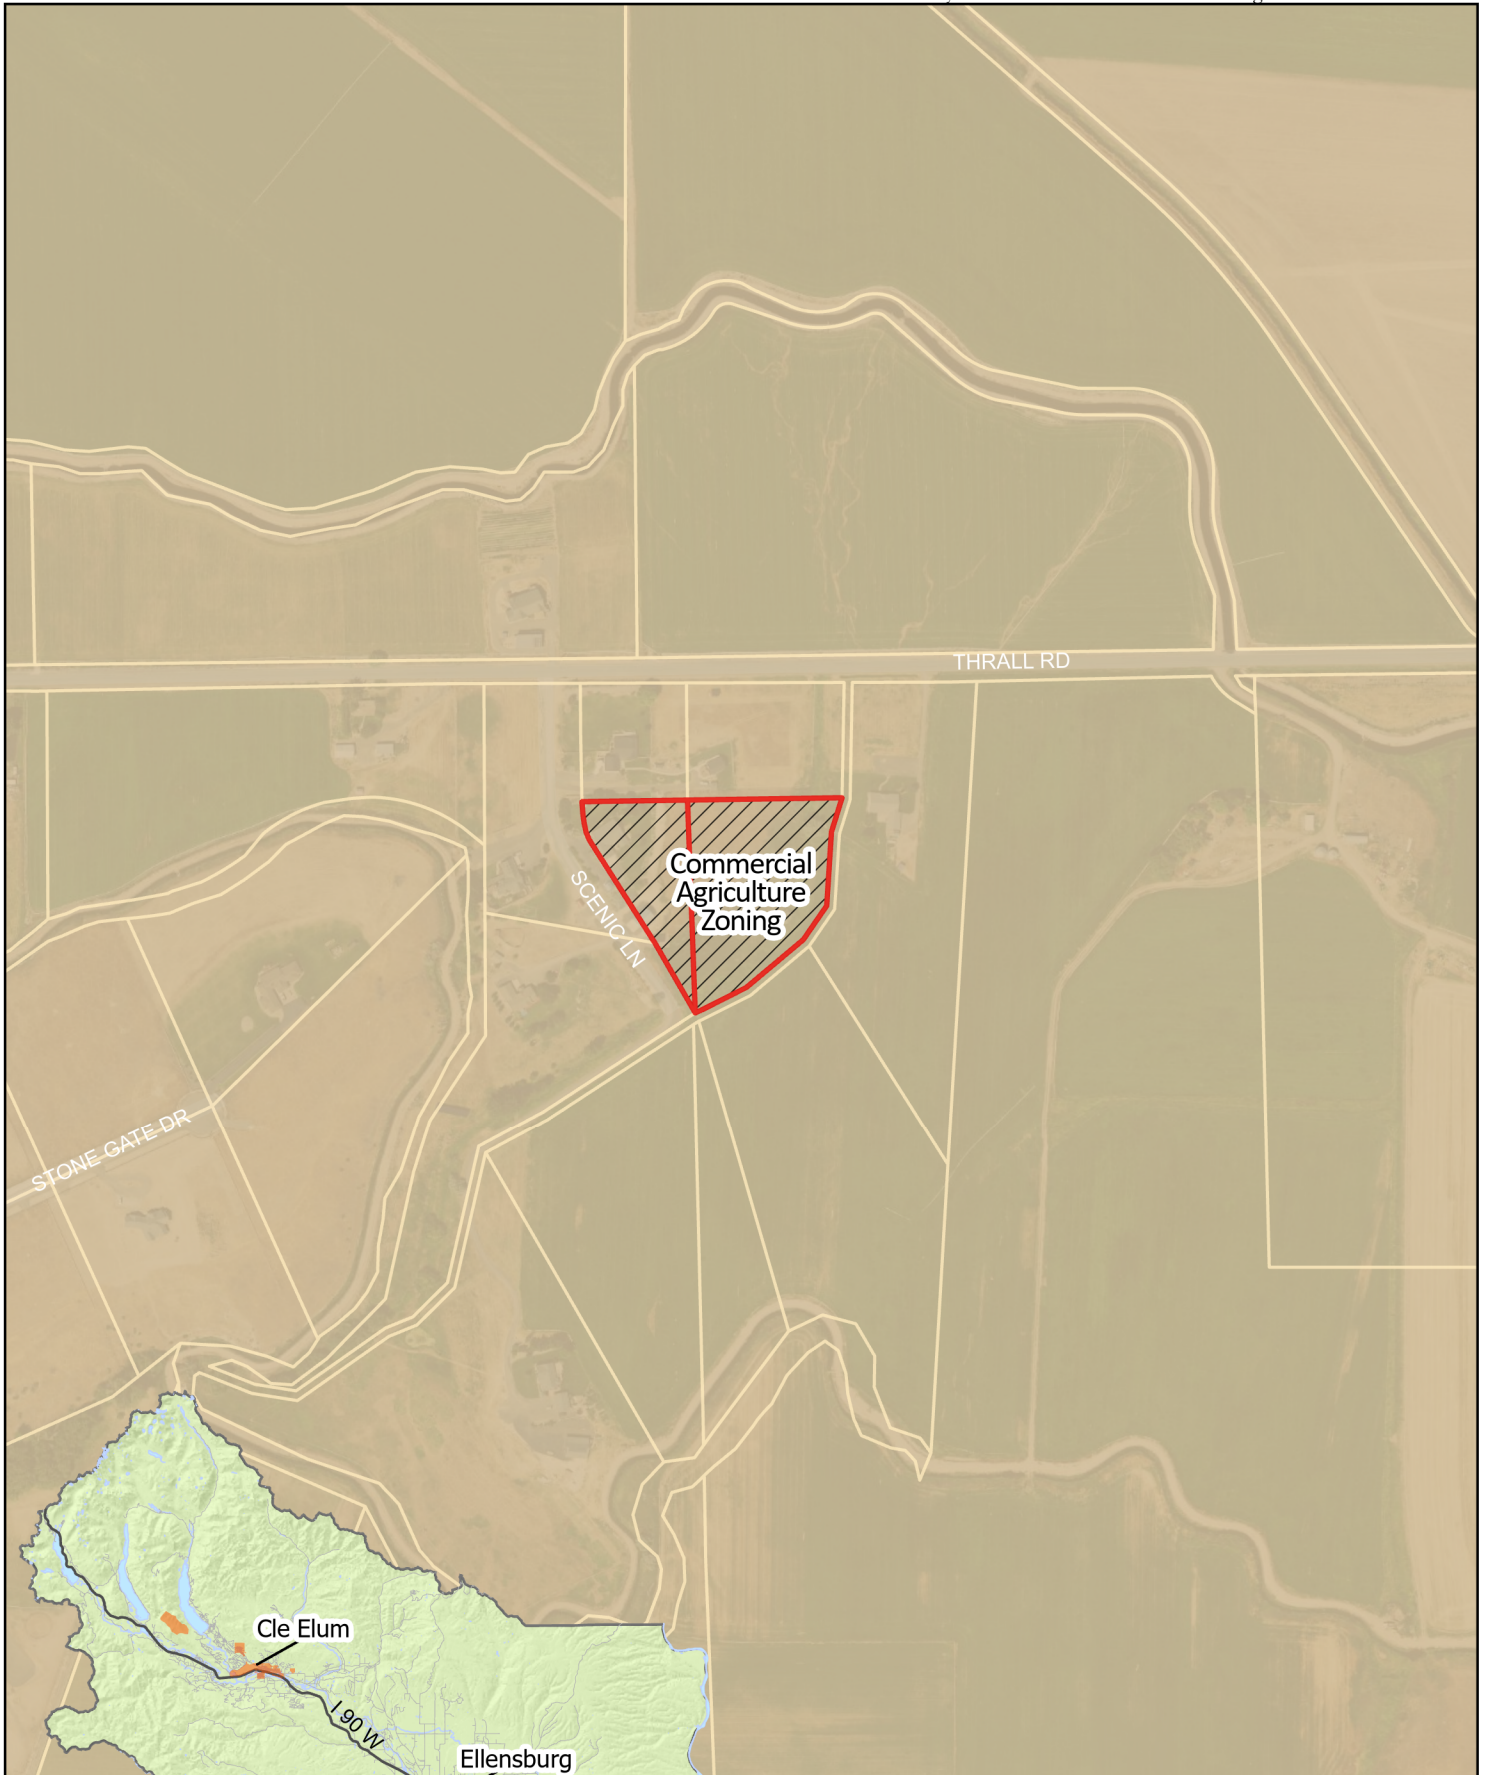 THRALL RD
Commercial
Agriculture
Zoning
SCENIC LN
STONE GATE DR
Cle Elum
I 90 W
Ellensburg